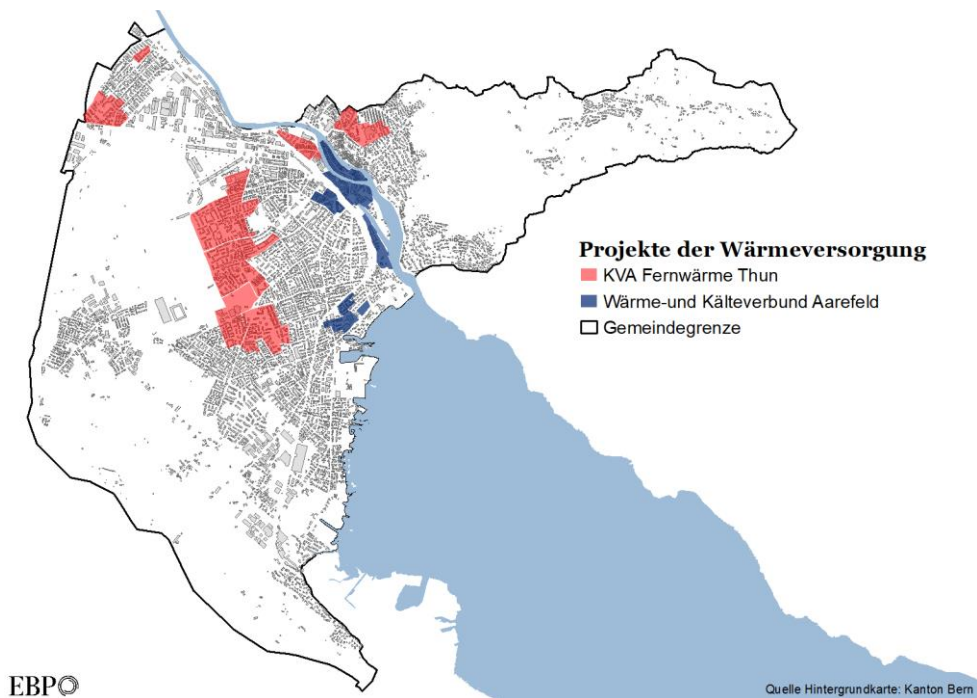 Projekte der Wärmeversorgung
KVA Fernwärme Thun
Wärme-und Kälteverbund Aarefeld
Gemeindegrenze
EBP
Quelle Hintergrundkarte: Kanton Bern